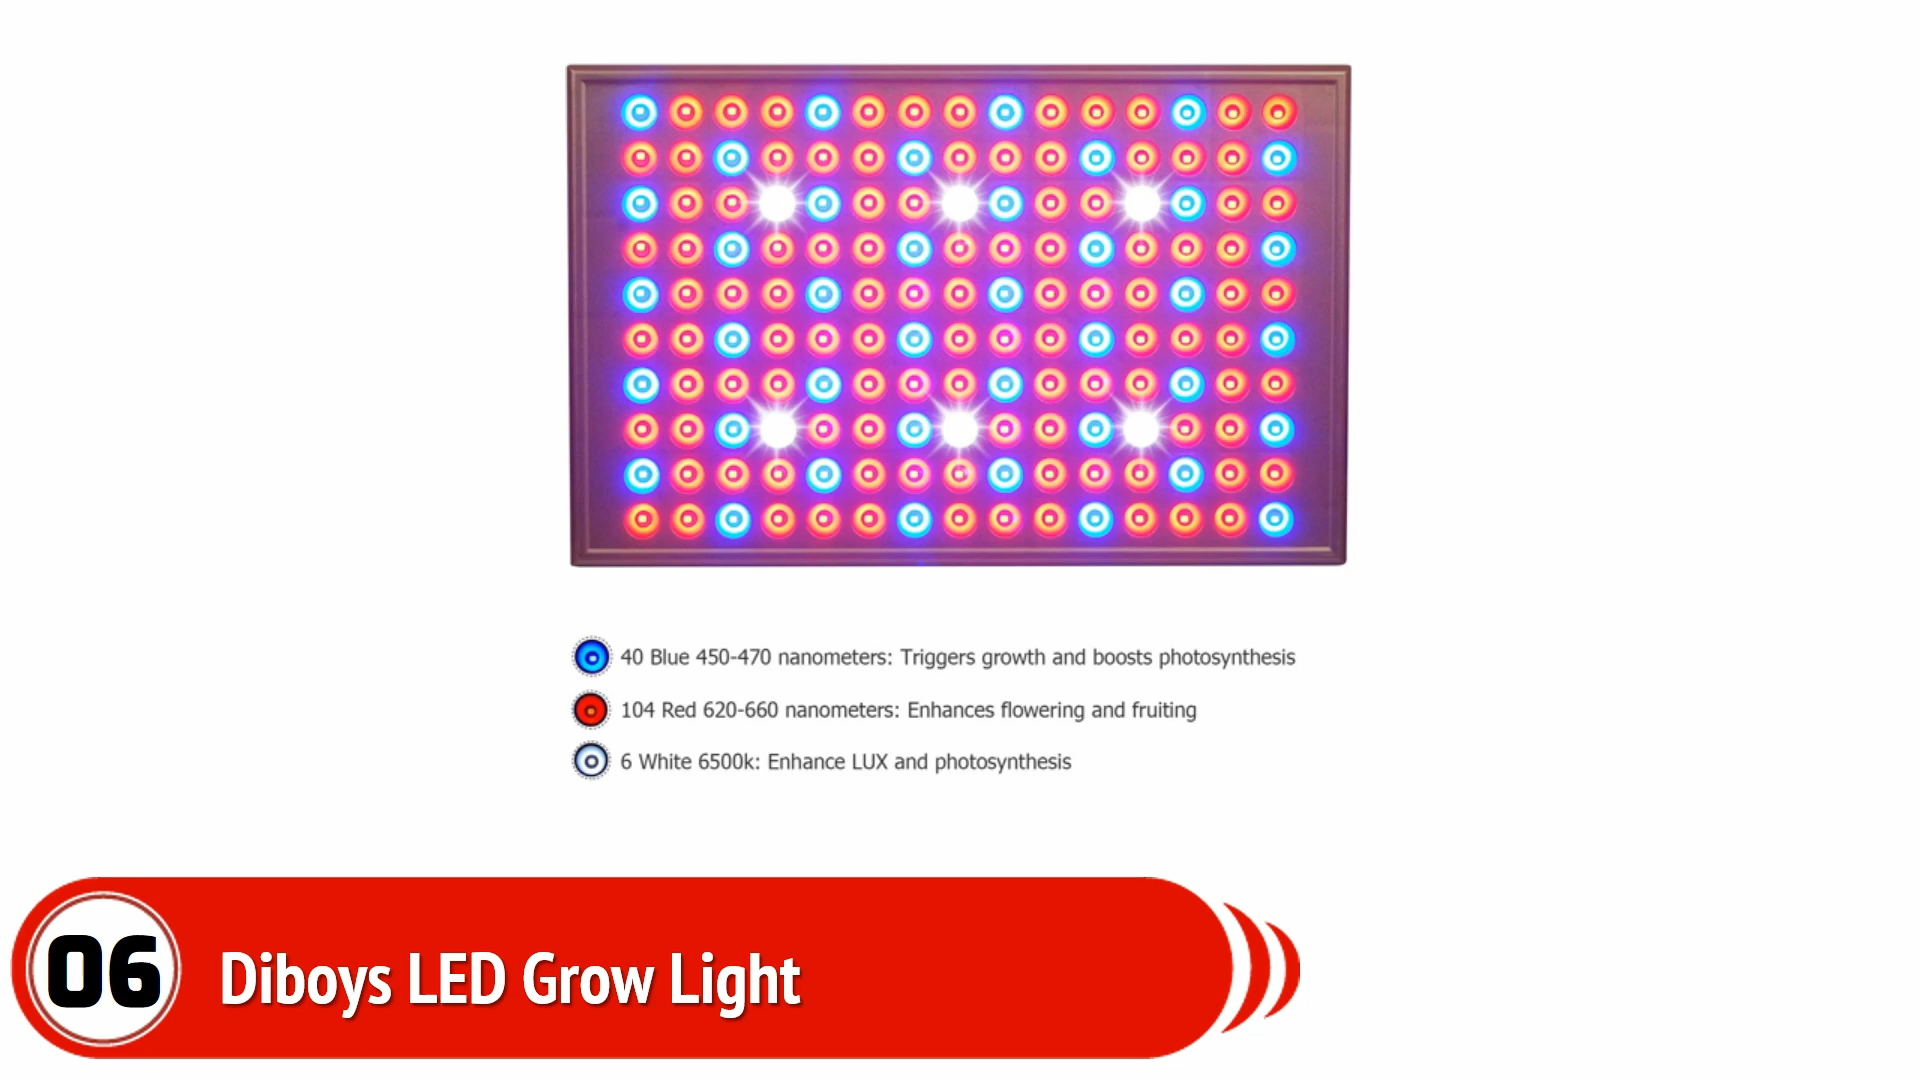 40 Blue 450-470 nanometers: Triggers growth and boosts photosynthesis
104 Red 620-660 nanometers: Enhances flowering and fruiting
6 White 6500k: Enhance LUX and photosynthesis
06
Diboys LED Grow Light